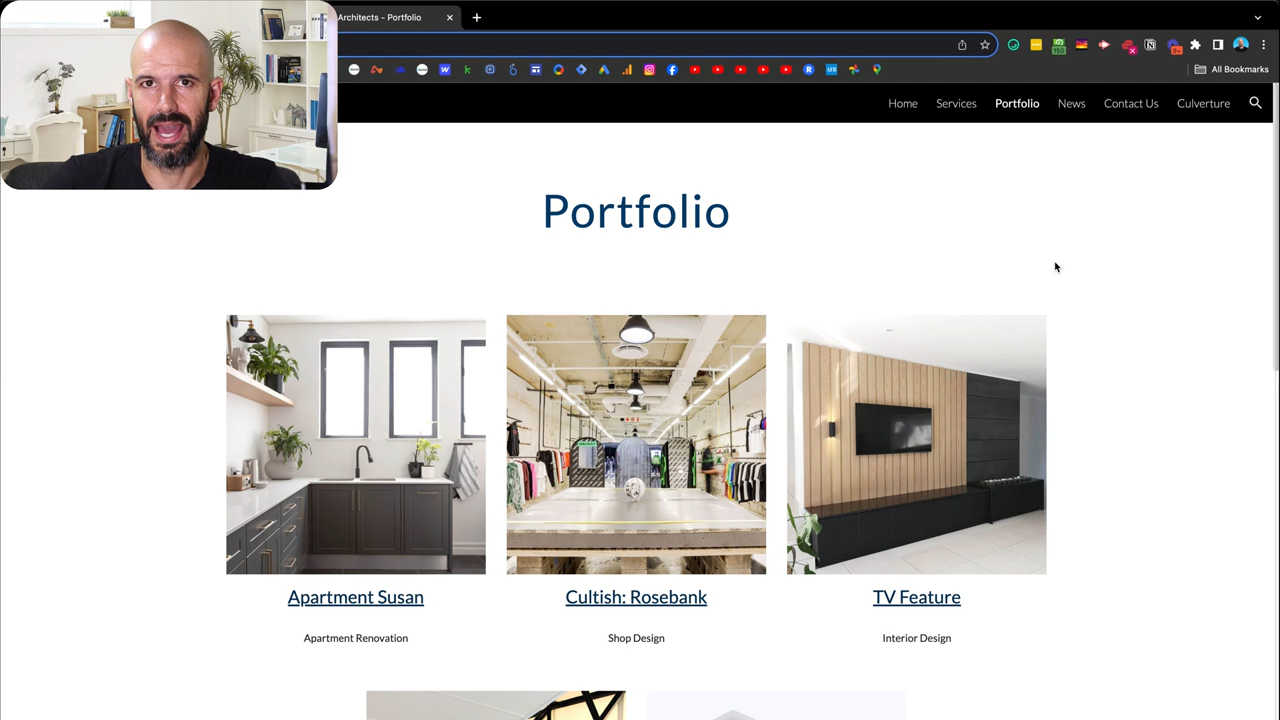 Architects - Portfolio
All Bookmarks
Home Services Portfolio News Contact Us Culverture
Portfolio
Apartment Susan
Cultish: Rosebank
TV Feature
Apartment Renovation
Shop Design
Interior Design